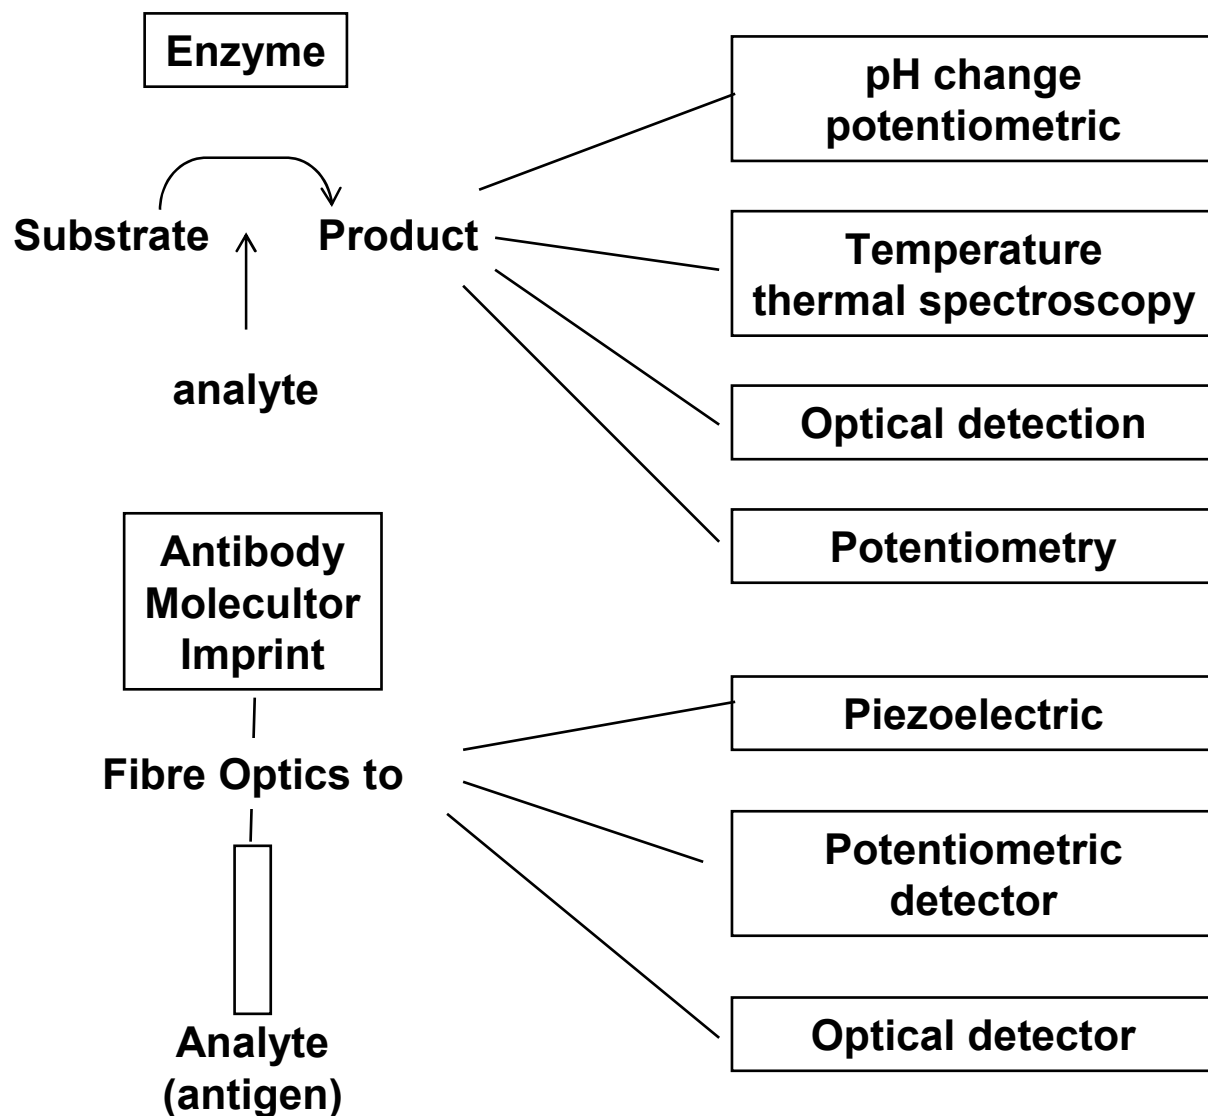 Enzyme
pH change
potentiometric
Substrate
Product
Temperature
thermal spectroscopy
analyte
Optical detection
Potentiometry
Antibody
Molecultor
Imprint
Fibre Optics to
Piezoelectric
Potentiometric
detector
Optical detector
Analyte
(antigen)